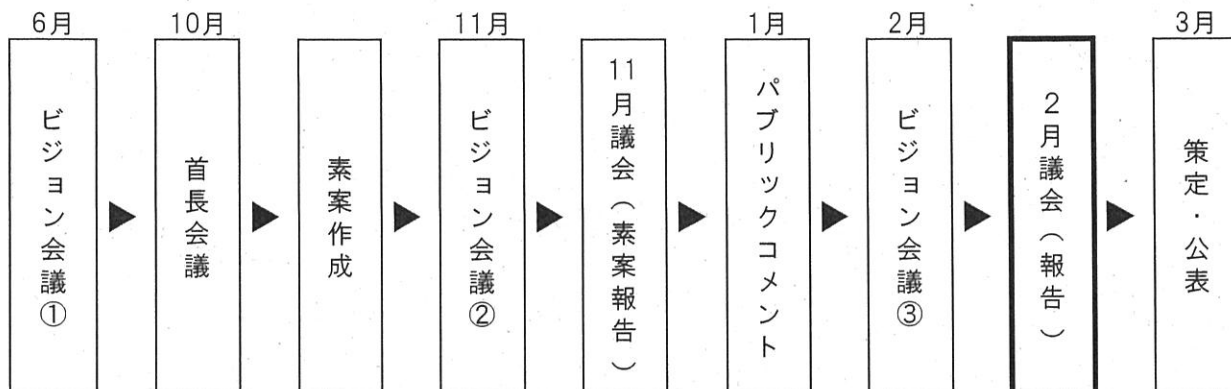 6月
ビジョン会議①
10月
首長会議
素案作成
11月
ビジョン会議②
11月議会（素案報告）
1月
パブリックコメント
2月
ビジョン会議③
2月議会（報告）
3月
策定・公表